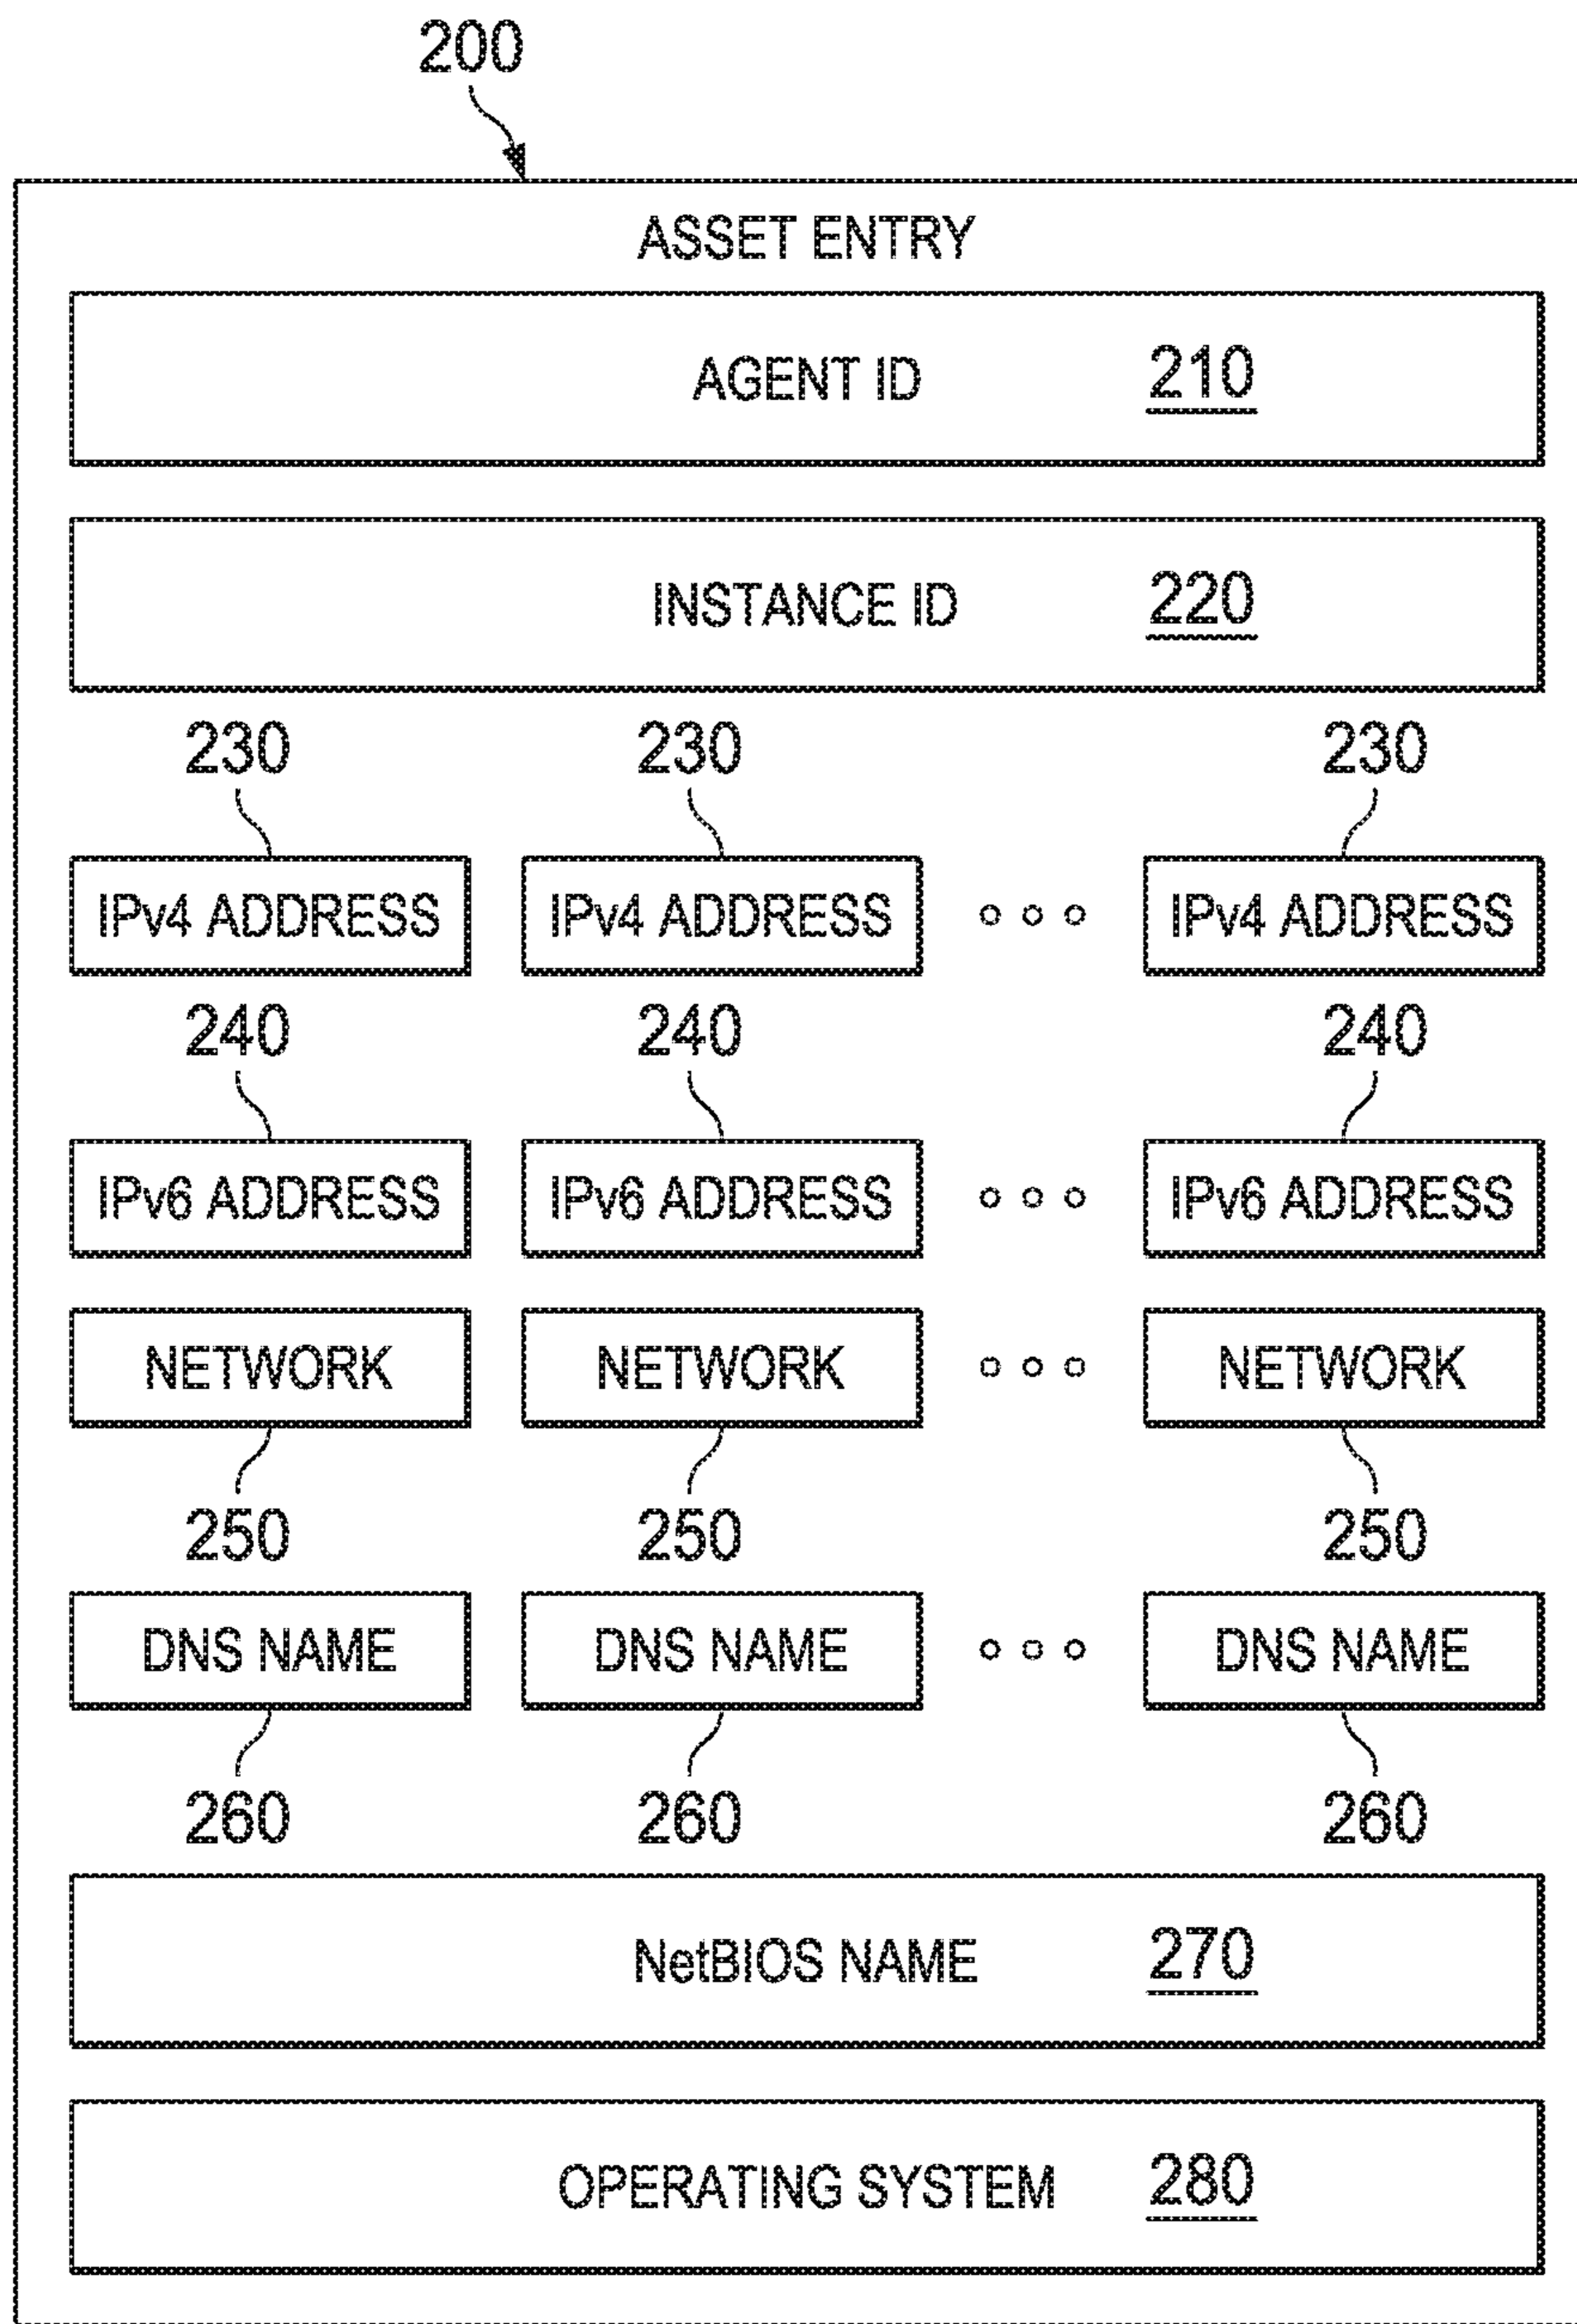 200
ASSET ENTRY
AGENT ID 210
INSTANCE ID 220
230 230 230
IPv4 ADDRESS IPv4 ADDRESS IPv4 ADDRESS
240 240 240
IPv6 ADDRESS IPv6 ADDRESS IPv6 ADDRESS
NETWORK NETWORK NETWORK
250 250 250
DNS NAME DNS NAME DNS NAME
260 260 260
NetBIOS NAME 270
OPERATING SYSTEM 280